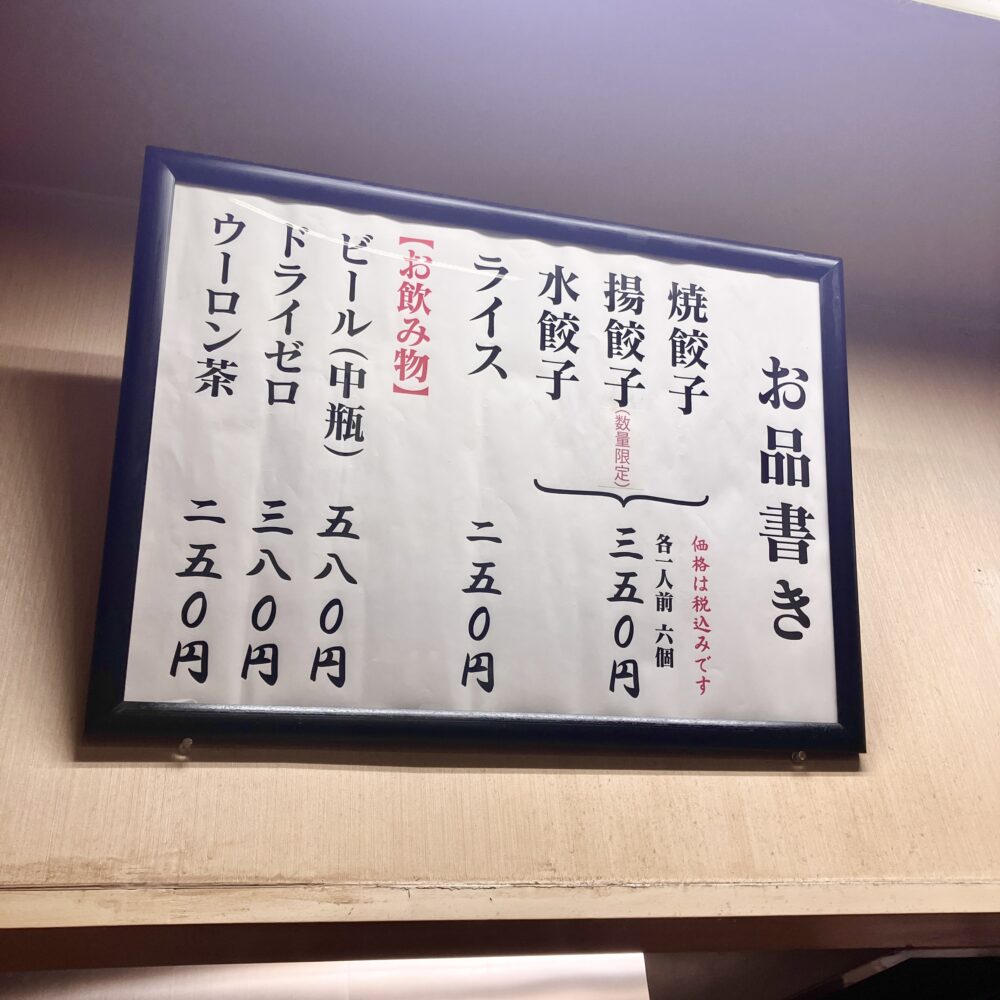 お品書き
価格は税込みです
焼餃子
揚餃子(数量限定)
水餃子
各一人前 六個
三五〇円
ライス 二五〇円
【お飲み物】
ビール(中瓶) 五八〇円
ドライゼロ 三八〇円
ウーロン茶 二五〇円